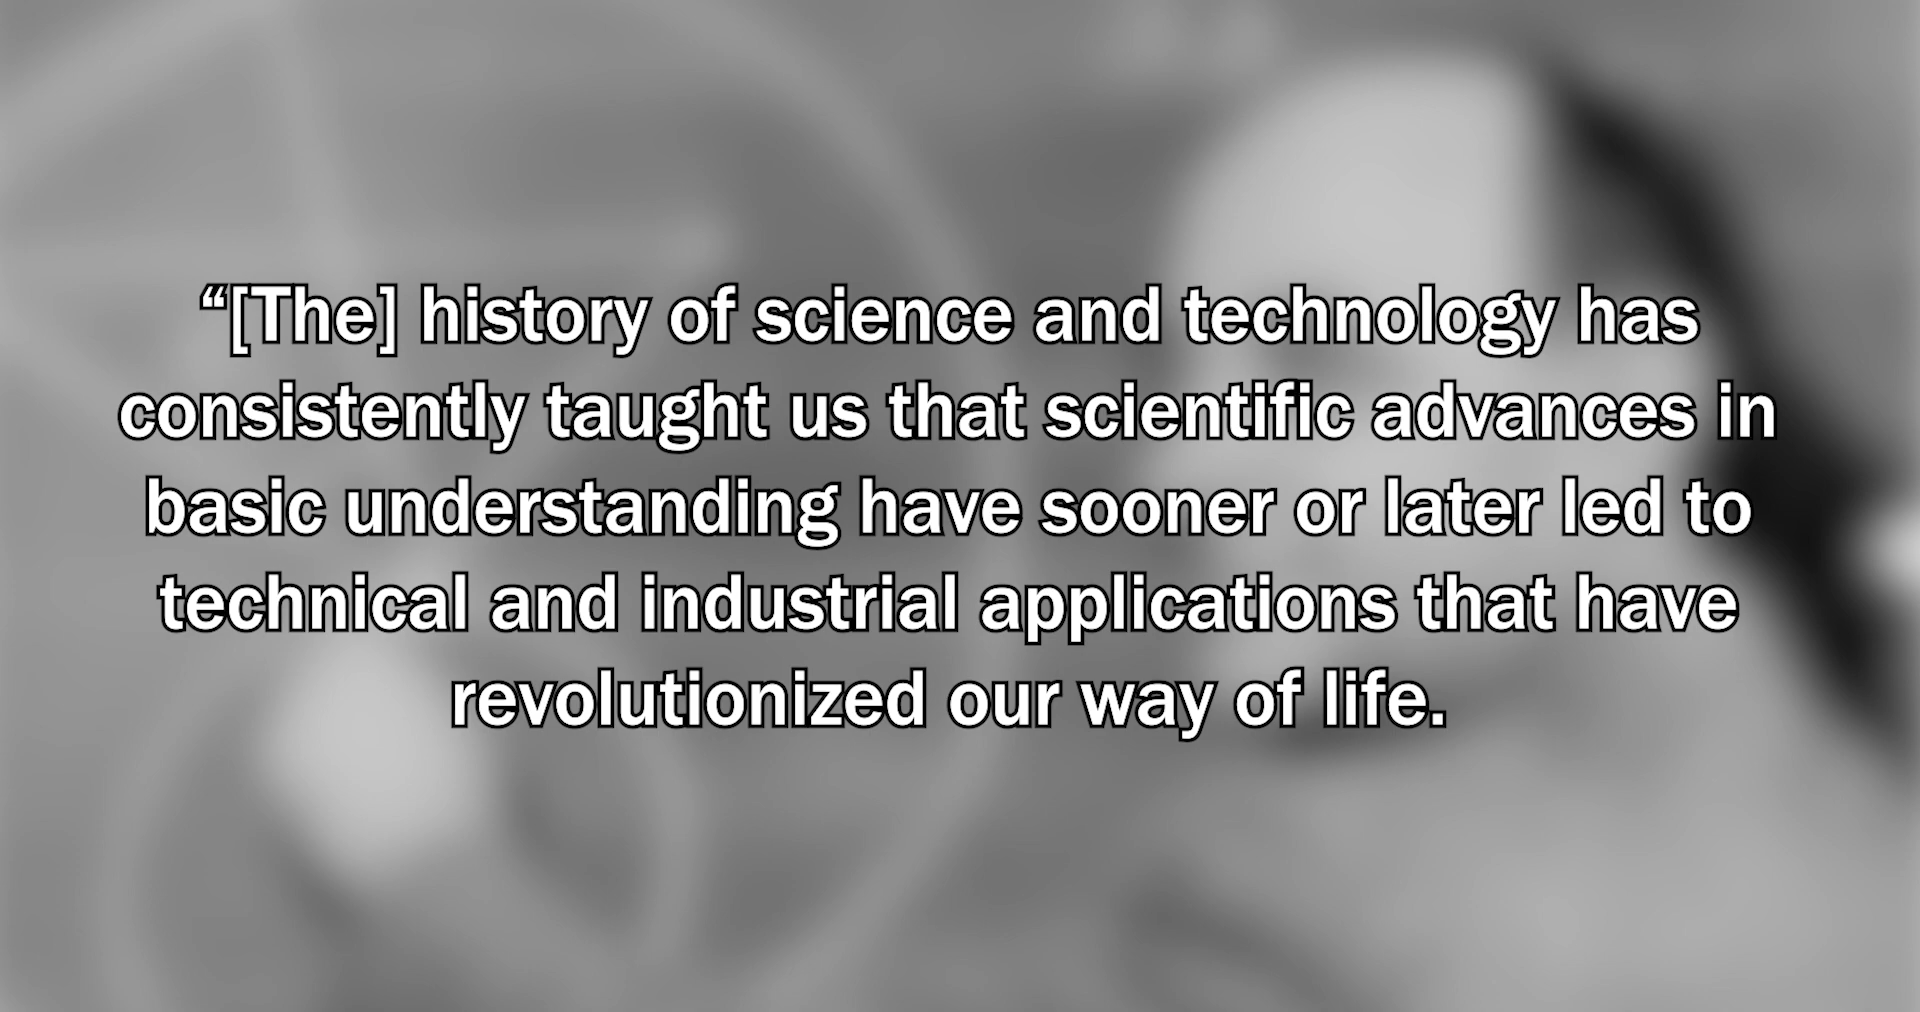 “[The] history of science and technology has
consistently taught us that scientific advances in
basic understanding have sooner or later led to
technical and industrial applications that have
revolutionized our way of life.